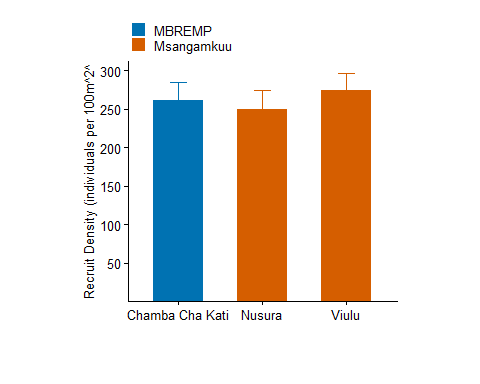 MBREMP
Msangamkuu
Recruit Density (individuals per 100m^2^
300
250
200
150
100
50
Chamba Cha Kati
Nusura
Viulu